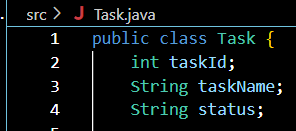 src > J Task.java
1 public class Task {
2 int taskId;
3 String taskName;
4 String status;